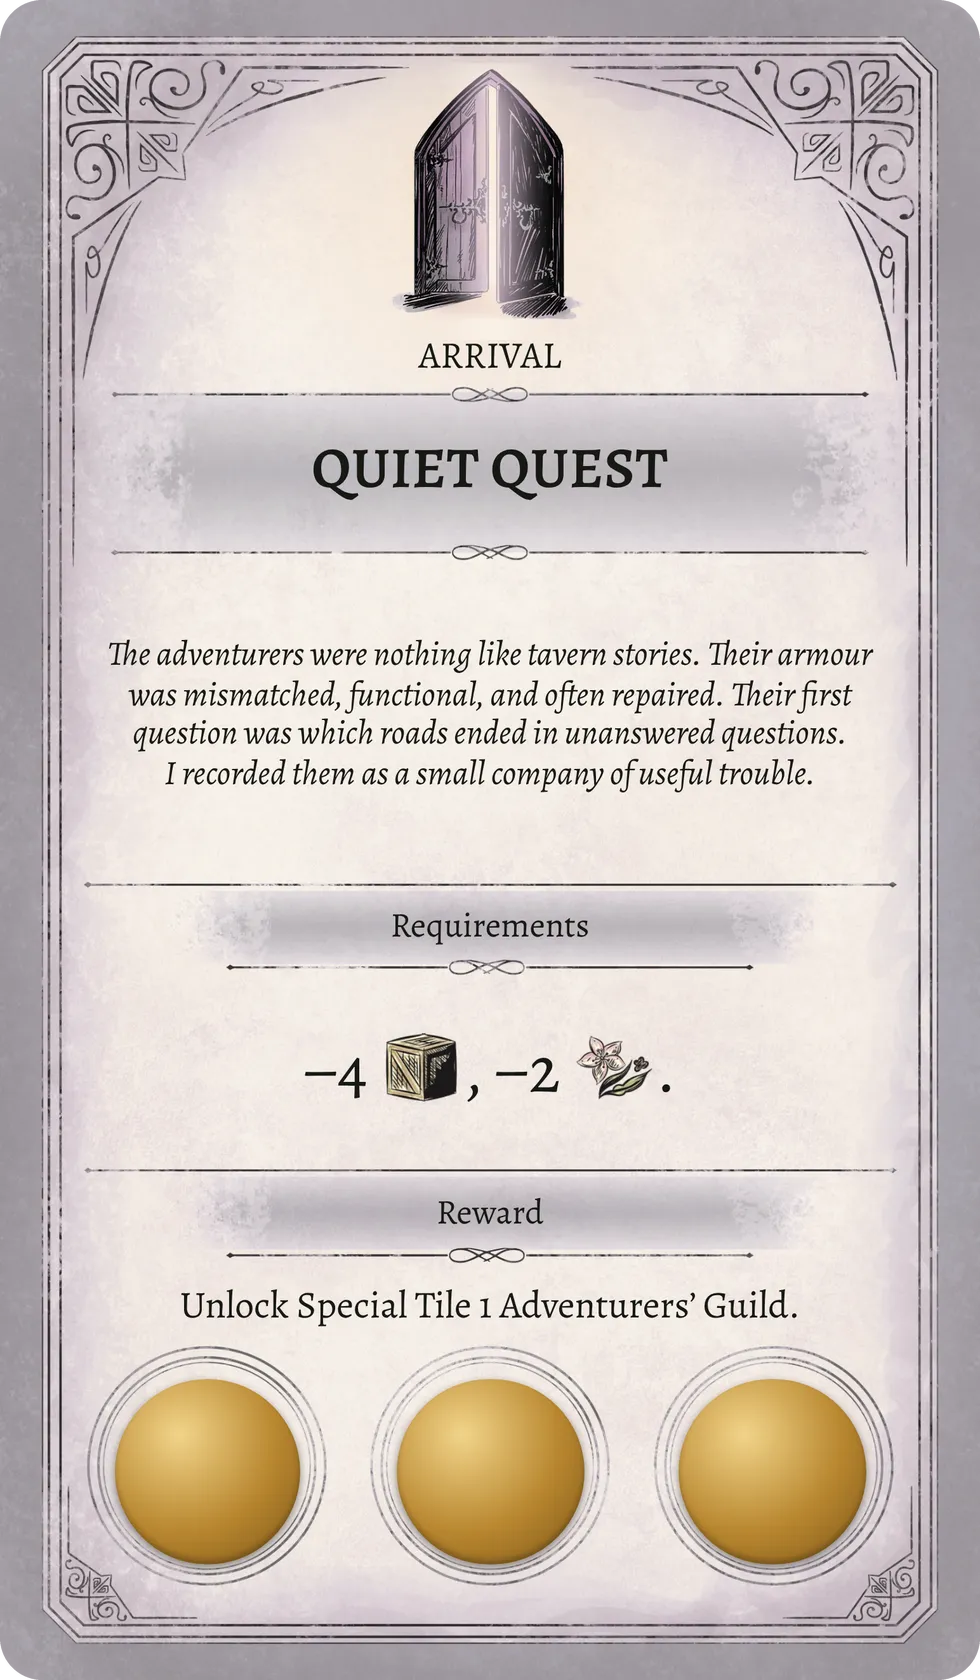 ARRIVAL
QUIET QUEST
The adventurers were nothing like tavern stories. Their armour
was mismatched, functional, and often repaired. Their first
question was which roads ended in unanswered questions.
I recorded them as a small company of useful trouble.
Requirements
−4 , −2 .
Reward
Unlock Special Tile 1 Adventurers’ Guild.